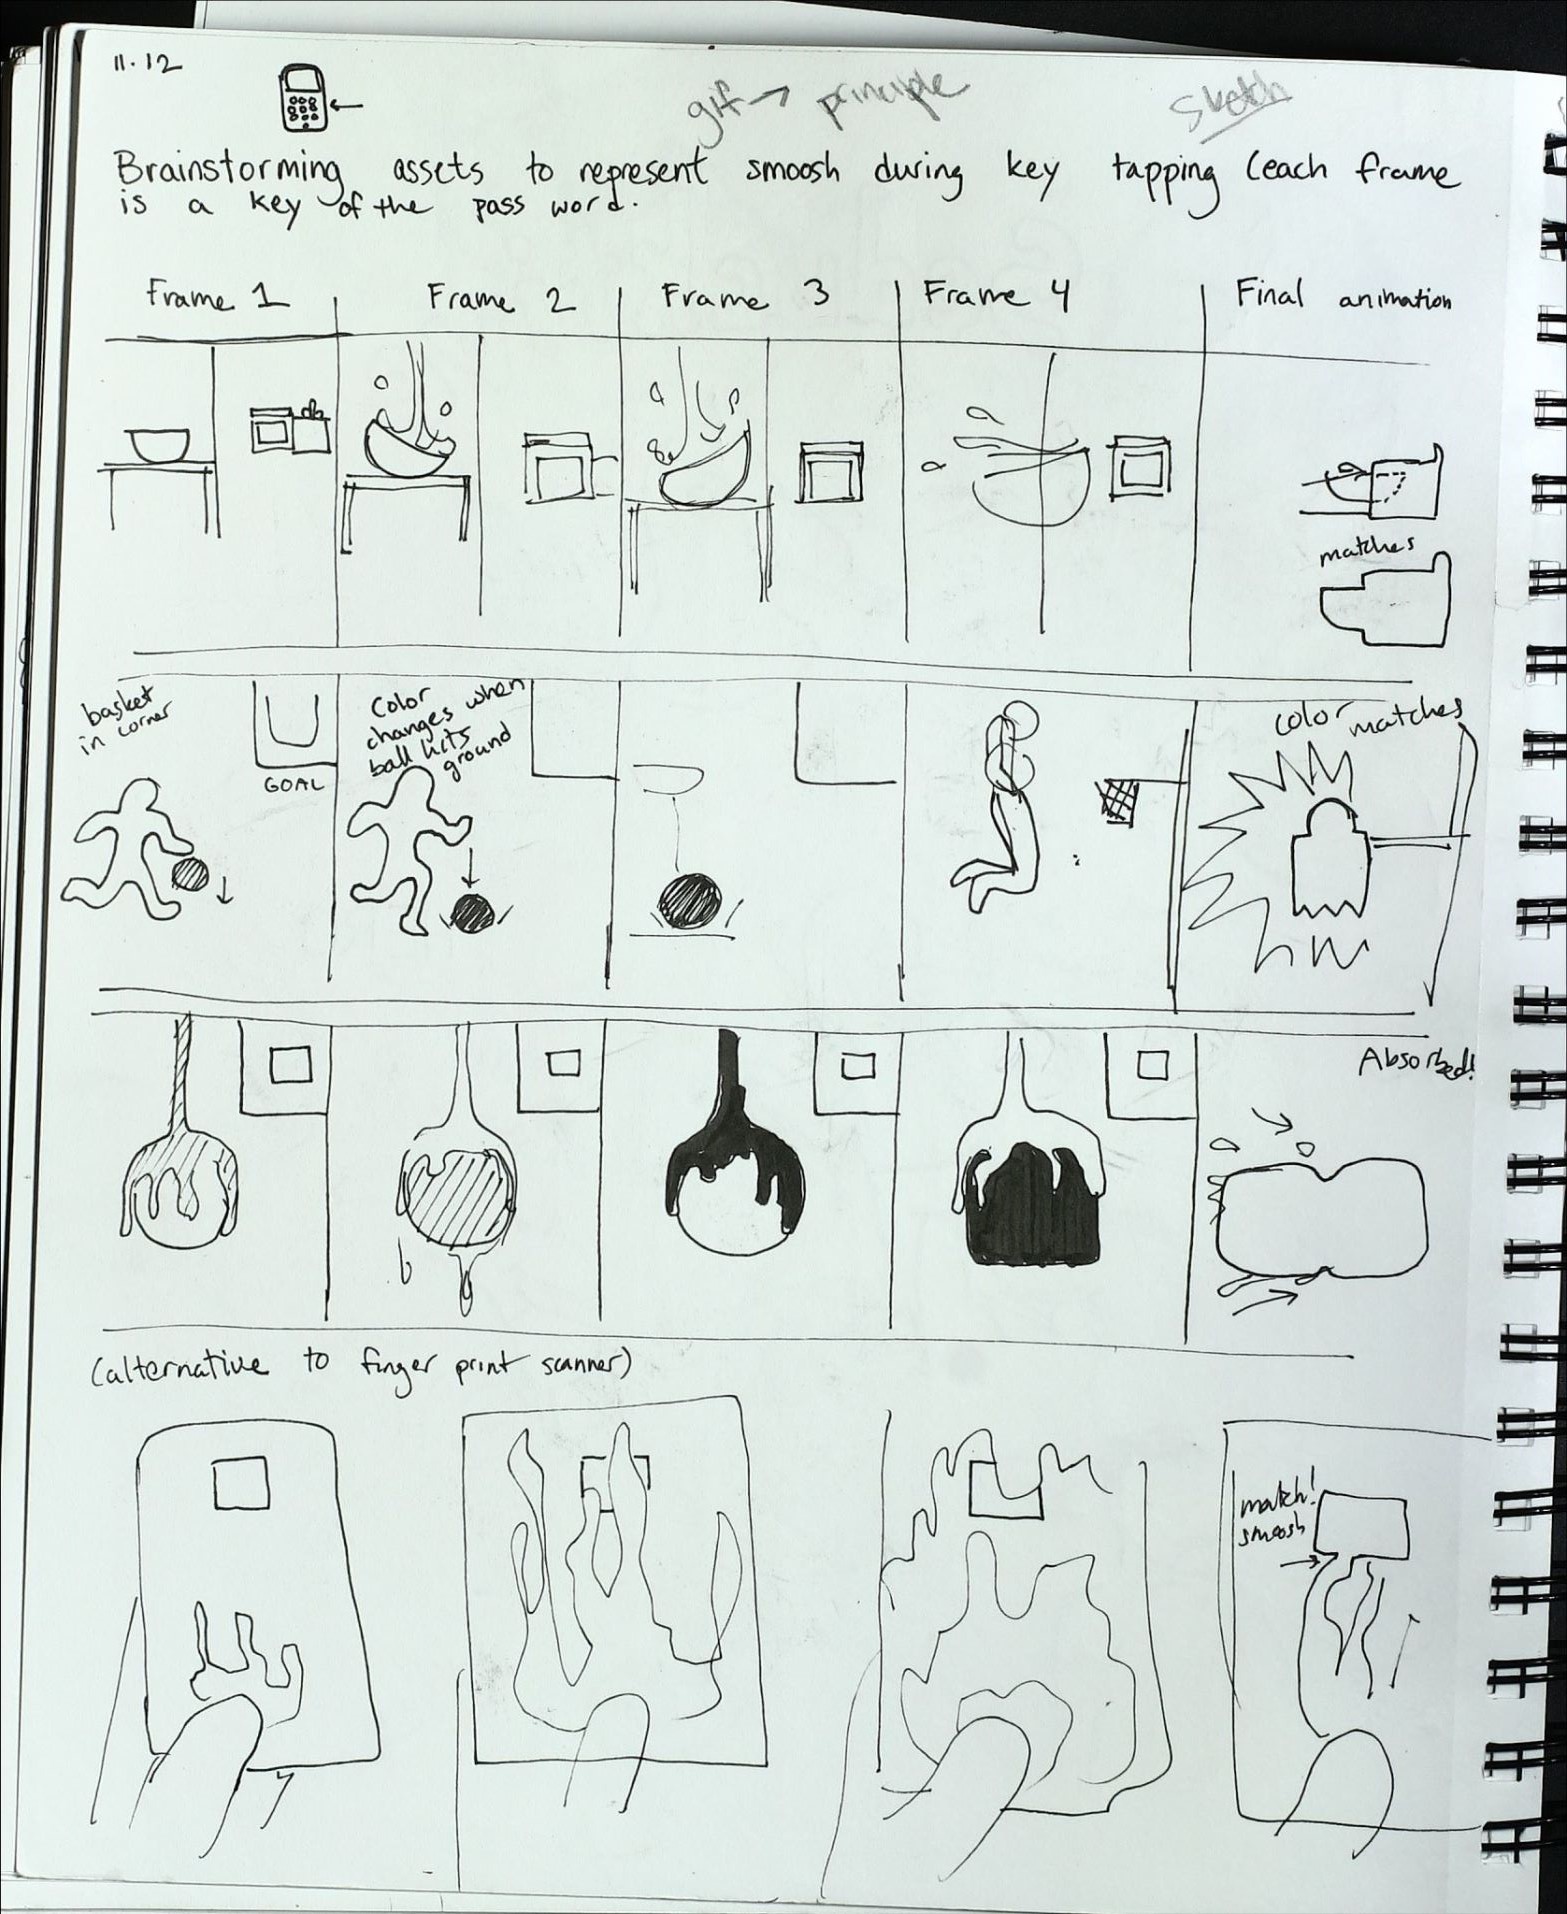 11.12
gif → principle
sketch
Brainstorming assets to represent smoosh during key tapping (each frame
is a key of the pass word.
Frame 1
Frame 2
Frame 3
Frame 4
Final animation
matches
basket
in corner
GOAL
Color
changes when
ball hits
ground
color matches
Absorbed!
(alternative to finger print scanner)
match!
smoosh